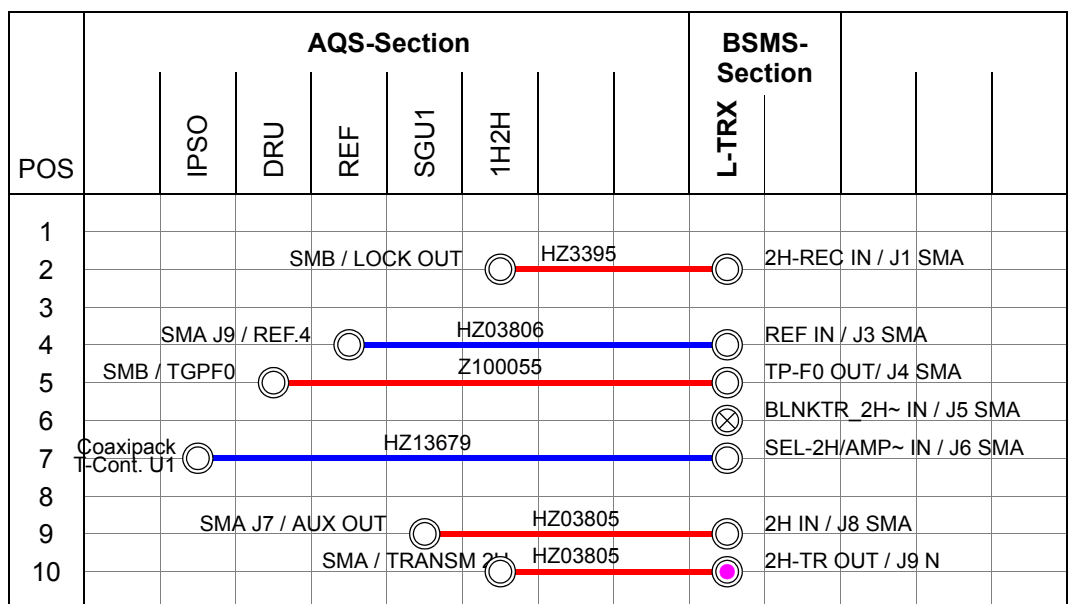 AQS-Section
BSMS-
Section
POS
IPSO
DRU
REF
SGU1
1H2H
L-TRX
1
2
SMB / LOCK OUT
HZ3395
2H-REC IN / J1 SMA
3
4
SMA J9 / REF.4
HZ03806
REF IN / J3 SMA
5
SMB / TGPF0
Z100055
TP-F0 OUT/ J4 SMA
6
BLNKTR_2H~ IN / J5 SMA
7
Coaxipack
T-Cont. U1
HZ13679
SEL-2H/AMP~ IN / J6 SMA
8
9
SMA J7 / AUX OUT
HZ03805
2H IN / J8 SMA
10
SMA / TRANSM 2H
HZ03805
2H-TR OUT / J9 N